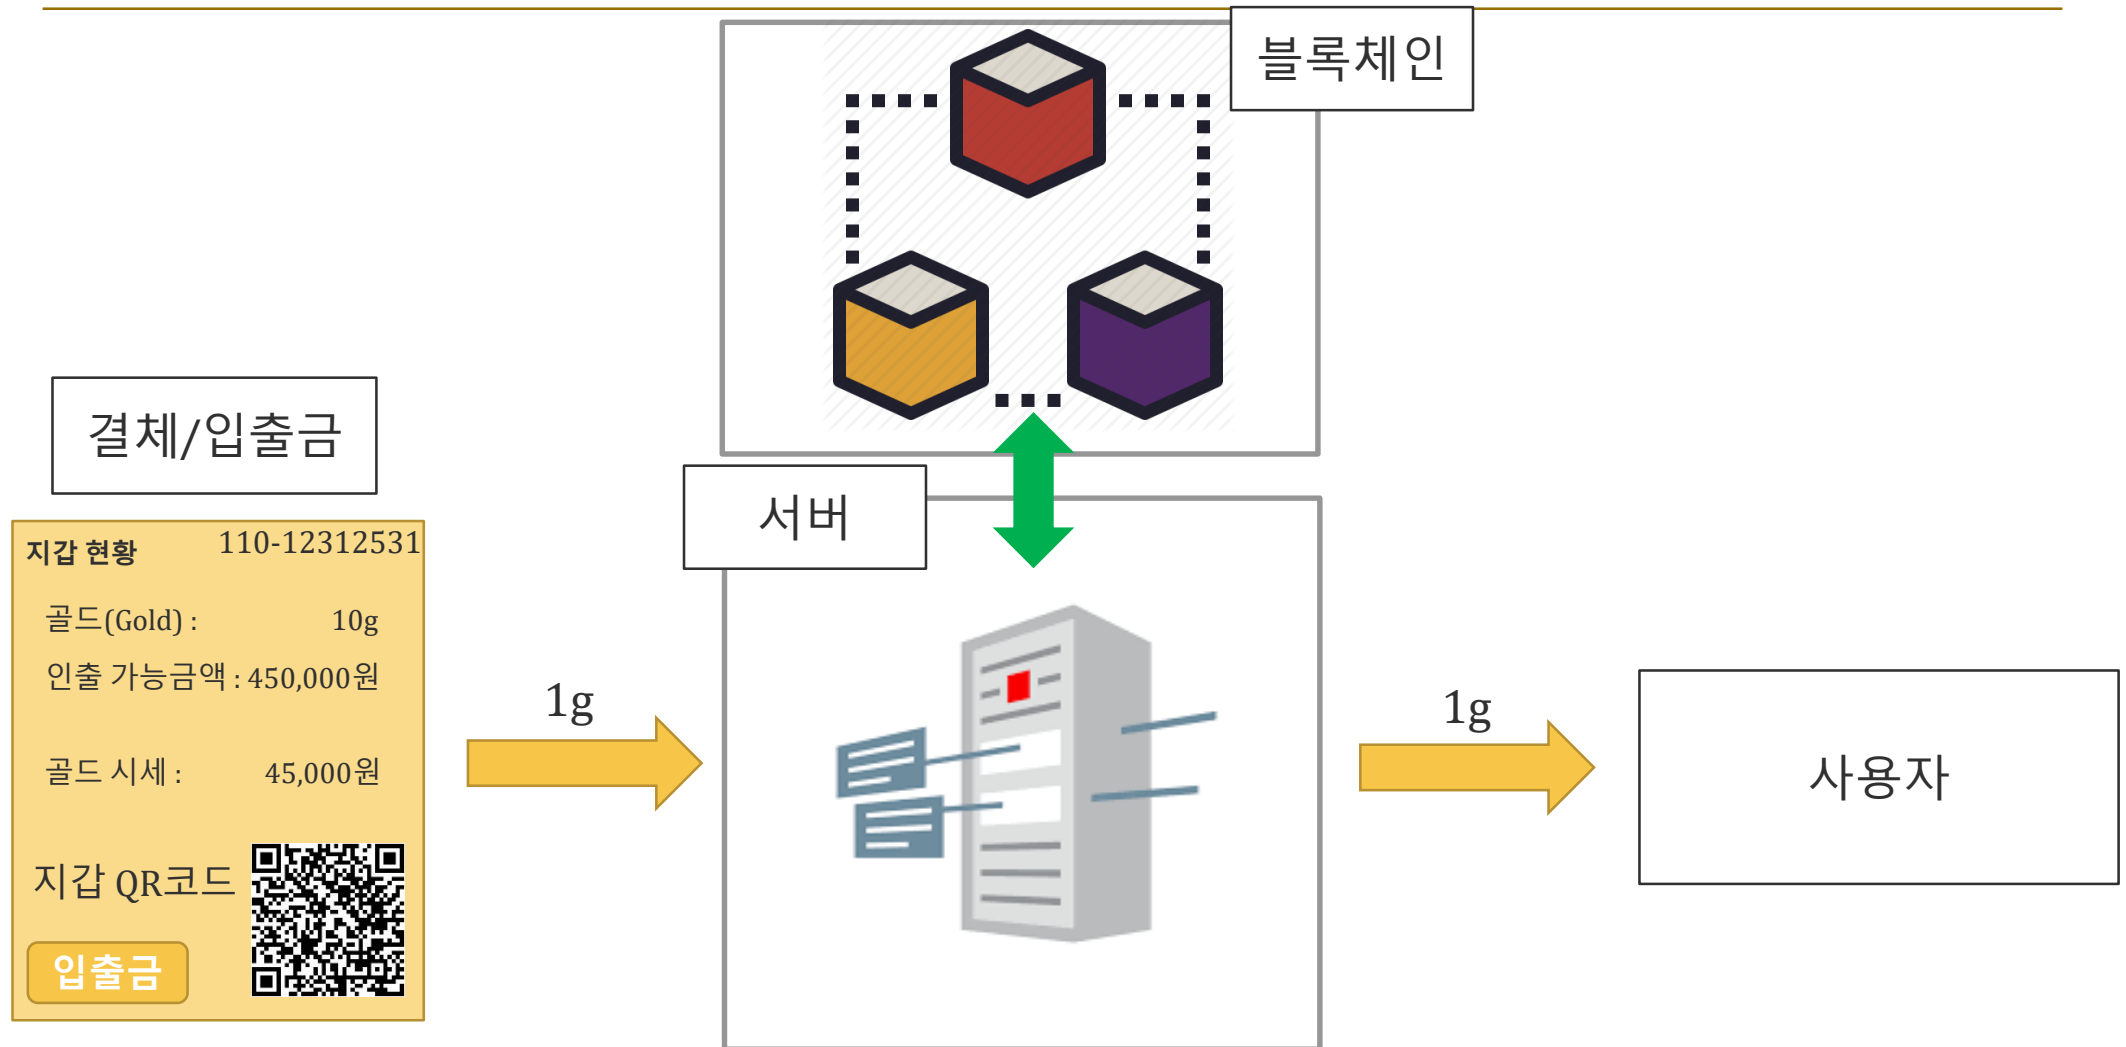 블록체인
결체/입출금
서버
지갑 현황 110-12312531
골드(Gold) : 10g
인출 가능금액 : 450,000원
골드 시세 : 45,000원
지갑 QR코드
입출금
1g
1g
사용자